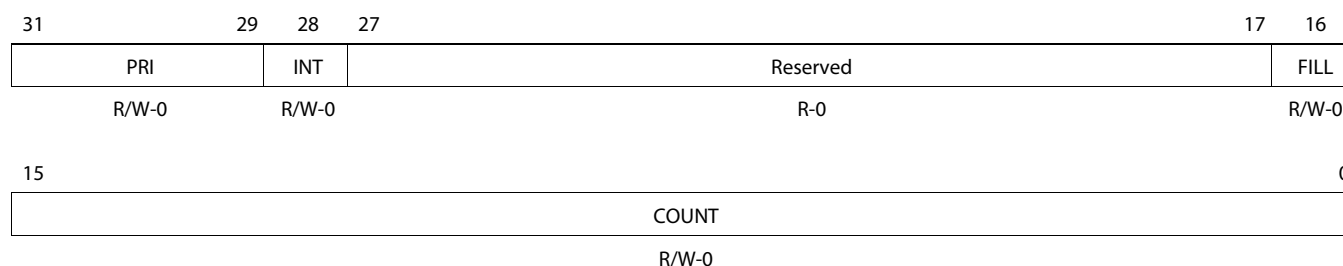 31 29 28 27 17 16
PRI INT Reserved FILL
R/W-0 R/W-0 R-0 R/W-0
15 0
COUNT
R/W-0